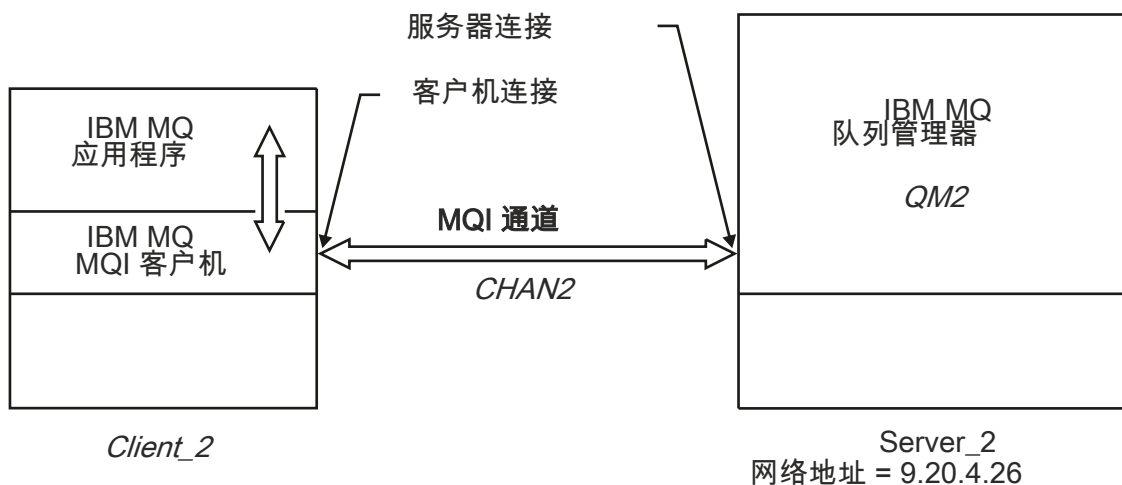 服务器连接
客户机连接
IBM MQ
应用程序
IBM MQ
MQI 客户机
MQI 通道
CHAN2
IBM MQ
队列管理器
QM2
Client_2
Server_2
网络地址 = 9.20.4.26